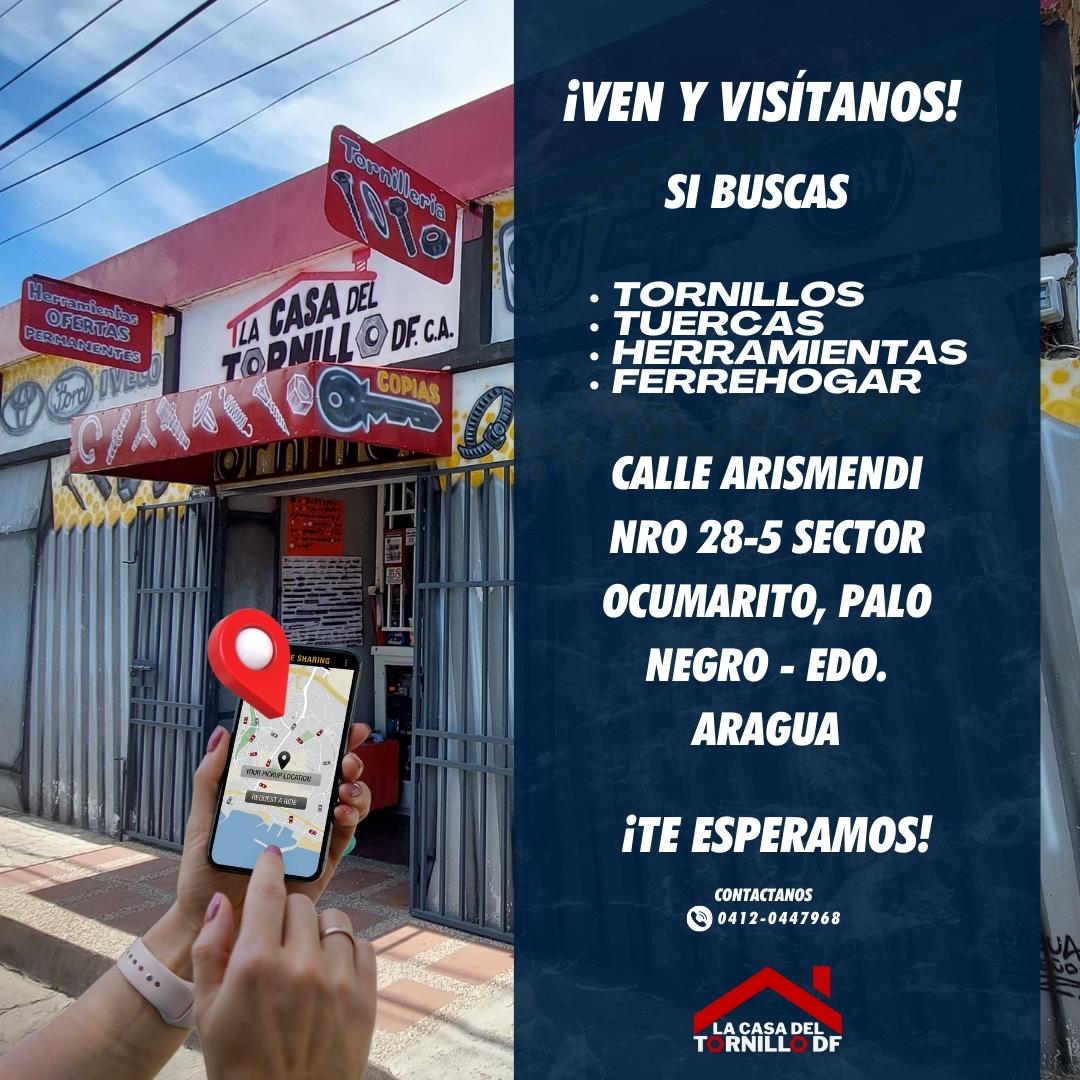 ¡VEN Y VISÍTANOS!
SI BUSCAS
• TORNILLOS
• TUERCAS
• HERRAMIENTAS
• FERREHOGAR
CALLE ARISMENDI
NRO 28-5 SECTOR
OCUMARITO, PALO
NEGRO - EDO.
ARAGUA
¡TE ESPERAMOS!
CONTACTANOS
0412-0447968
LA CASA DEL
TORNILLO DF
Tornilleria
Herramientas
OFERTAS
PERMANENTES
LA CASA DEL
TORNILLO DF. C.A.
COPIAS
Ford
IVECO
E SHARING
YOUR PICKUP LOCATION
REQUEST A RIDE